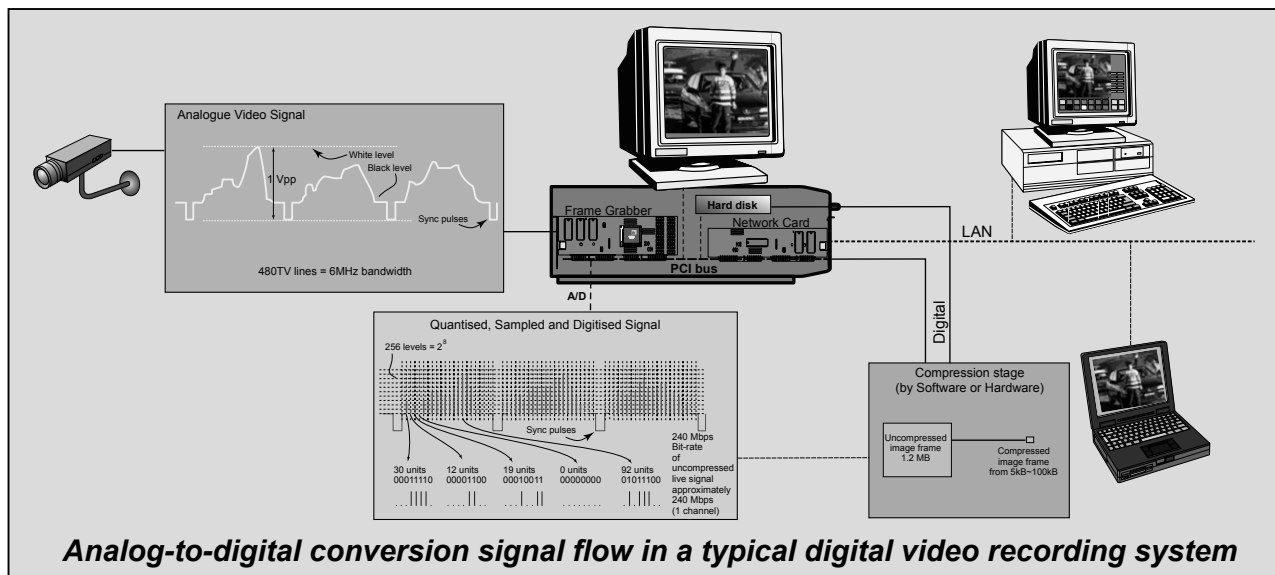 Analogue Video Signal
White level
Black level
1 Vpp
Sync pulses
480TV lines = 6MHz bandwidth
Frame Grabber
Hard disk
Network Card
PCI bus
LAN
A/D
Digital
Quantised, Sampled and Digitised Signal
256 levels = 2⁸
Sync pulses
30 units
00011110
12 units
00001100
19 units
00010011
0 units
00000000
92 units
01011100
240 Mbps
Bit-rate
of
uncompressed
live signal
approximately
240 Mbps
(1 channel)
Compression stage
(by Software or Hardware)
Uncompressed
image frame
1.2 MB
Compressed
image frame
from 5kB~100kB
Analog-to-digital conversion signal flow in a typical digital video recording system